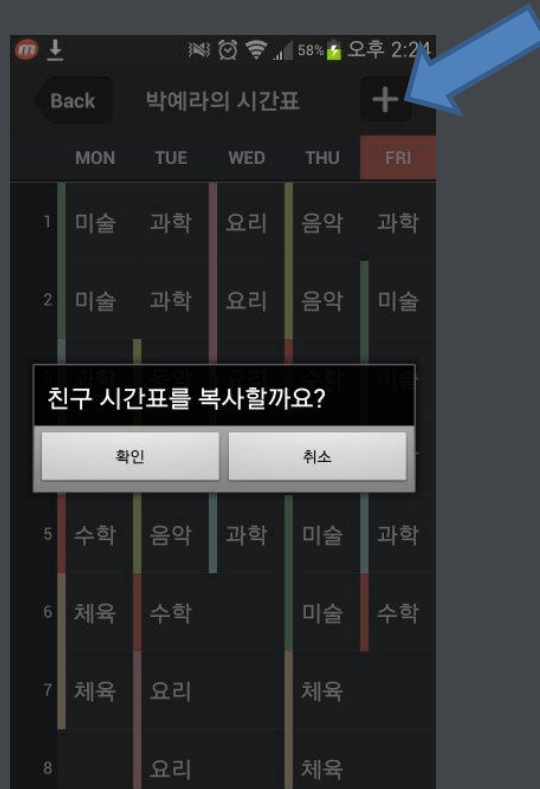 m 58% 오후 2:24
Back 박예라의 시간표 +
MON TUE WED THU FRI
1 미술 과학 요리 음악 과학
2 미술 과학 요리 음악 미술
친구 시간표를 복사할까요?
확인 취소
5 수학 음악 과학 미술 과학
6 체육 수학 미술 수학
7 체육 요리 체육
8 요리 체육